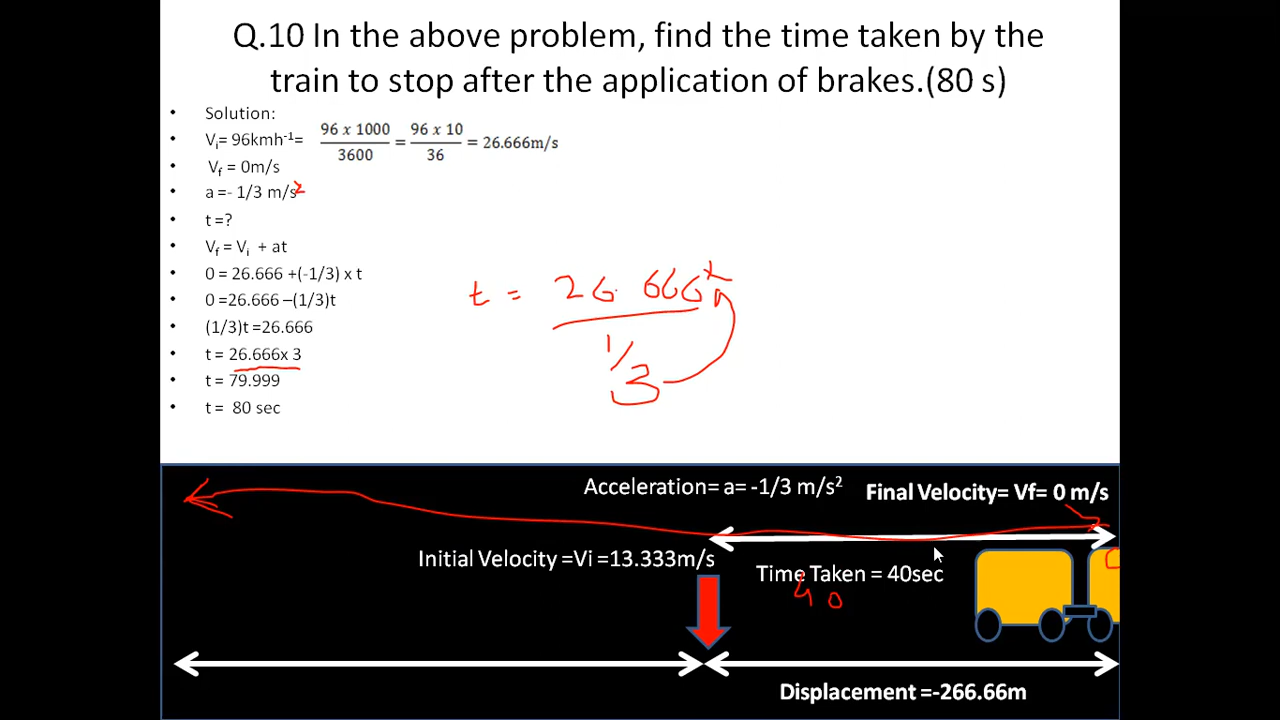 Q.10 In the above problem, find the time taken by the
train to stop after the application of brakes.(80 s)
• Solution:
• Vi= 96kmh-1= 96 x 1000 / 3600 = 96 x 10 / 36 = 26.666m/s
• Vf = 0m/s
• a =- 1/3 m/s2
• t =?
• Vf = Vi + at
• 0 = 26.666 +(-1/3) x t
• 0 =26.666 –(1/3)t
• (1/3)t =26.666
• t = 26.666x 3
• t = 79.999
• t = 80 sec
t = 26.666 x
1/3
Acceleration= a= -1/3 m/s2
Final Velocity= Vf= 0 m/s
Initial Velocity =Vi =13.333m/s
Time Taken = 40sec
40
Displacement =-266.66m